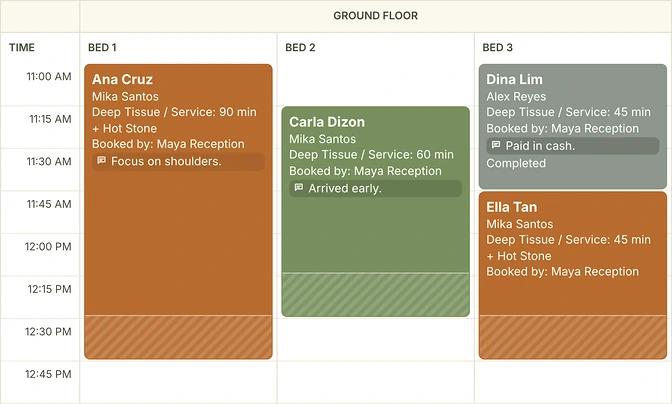 GROUND FLOOR
TIME
BED 1
BED 2
BED 3
11:00 AM
11:15 AM
11:30 AM
11:45 AM
12:00 PM
12:15 PM
12:30 PM
12:45 PM
Ana Cruz
Mika Santos
Deep Tissue / Service: 90 min
+ Hot Stone
Booked by: Maya Reception
Focus on shoulders.
Carla Dizon
Mika Santos
Deep Tissue / Service: 60 min
Booked by: Maya Reception
Arrived early.
Dina Lim
Alex Reyes
Deep Tissue / Service: 45 min
Booked by: Maya Reception
Paid in cash.
Completed
Ella Tan
Mika Santos
Deep Tissue / Service: 45 min
+ Hot Stone
Booked by: Maya Reception